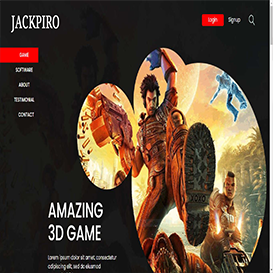 JACKPIRO
Login Signup
GAME
SOFTWARE
ABOUT
TESTIMONIAL
CONTACT
AMAZING
3D GAME
Lorem ipsum dolor sit amet, consectetur
adipiscing elit, sed do eiusmod